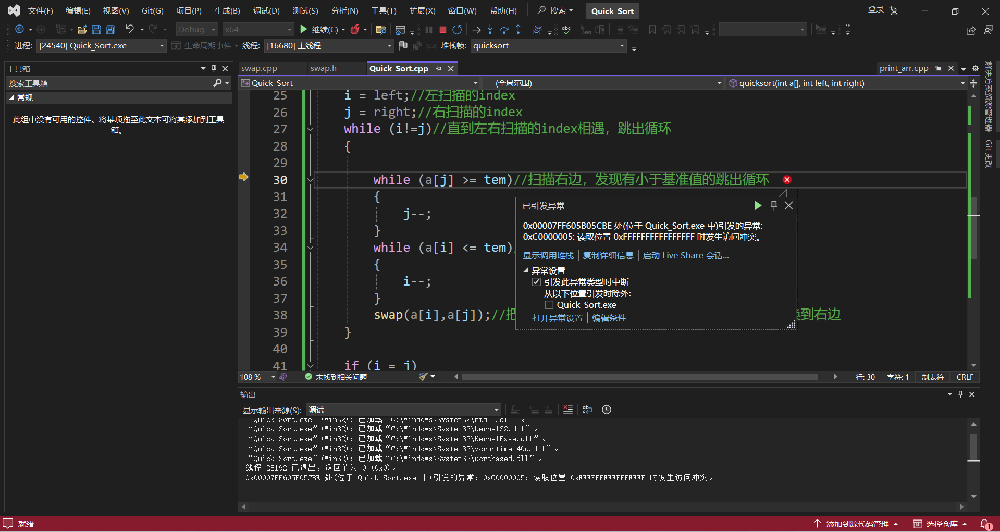 文件(F) 编辑(E) 视图(V) Git(G) 项目(P) 生成(B) 调试(D) 测试(S) 分析(N) 工具(T) 扩展(X) 窗口(W) 帮助(H) 搜索 Quick_Sort 登录
Debug x64 继续(C)
进程: [24540] Quick_Sort.exe 生命周期事件 线程: [16680] 主线程 堆栈帧: quicksort
工具箱
搜索工具箱
常规
此组中没有可用的控件。将某项拖至此文本可将其添加到工具
箱。
swap.cpp swap.h Quick_Sort.cpp print_arr.cpp
Quick_Sort (全局范围) quicksort(int a[], int left, int right)
25 i = left;//左扫描的index
26 j = right;//右扫描的index
27 while (i!=j)//直到左右扫描的index相遇，跳出循环
28 {
29
30 while (a[j] >= tem)//扫描右边，发现有小于基准值的跳出循环
31 {
32 j--;
33 }
34 while (a[i] <= tem)
35 {
36 i--;
37 }
38 swap(a[i],a[j]);//把 到右边
39 }
40
41 if (i = j)
已引发异常
0x00007FF605B05CBE 处(位于 Quick_Sort.exe 中)引发的异常:
0xC0000005: 读取位置 0xFFFFFFFFFFFFFFFF 时发生访问冲突。
显示调用堆栈 | 复制详细信息 | 启动 Live Share 会话...
异常设置
引发此异常类型时中断
从以下位置引发时除外:
Quick_Sort.exe
打开异常设置 | 编辑条件
108 % 未找到相关问题 行: 30 字符: 1 制表符 CRLF
输出
显示输出来源(S): 调试
“Quick_Sort.exe”(Win32): 已加载“C:\Windows\System32\ntdll.dll”。
“Quick_Sort.exe”(Win32): 已加载“C:\Windows\System32\kernel32.dll”。
“Quick_Sort.exe”(Win32): 已加载“C:\Windows\System32\KernelBase.dll”。
“Quick_Sort.exe”(Win32): 已加载“C:\Windows\System32\vcruntime140d.dll”。
“Quick_Sort.exe”(Win32): 已加载“C:\Windows\System32\ucrtbased.dll”。
线程 28192 已退出，返回值为 0 (0x0)。
0x00007FF605B05CBE 处(位于 Quick_Sort.exe 中)引发的异常: 0xC0000005: 读取位置 0xFFFFFFFFFFFFFFFF 时发生访问冲突。
解决方案资源管理器
Git 更改
就绪 添加到源代码管理 选择仓库 1